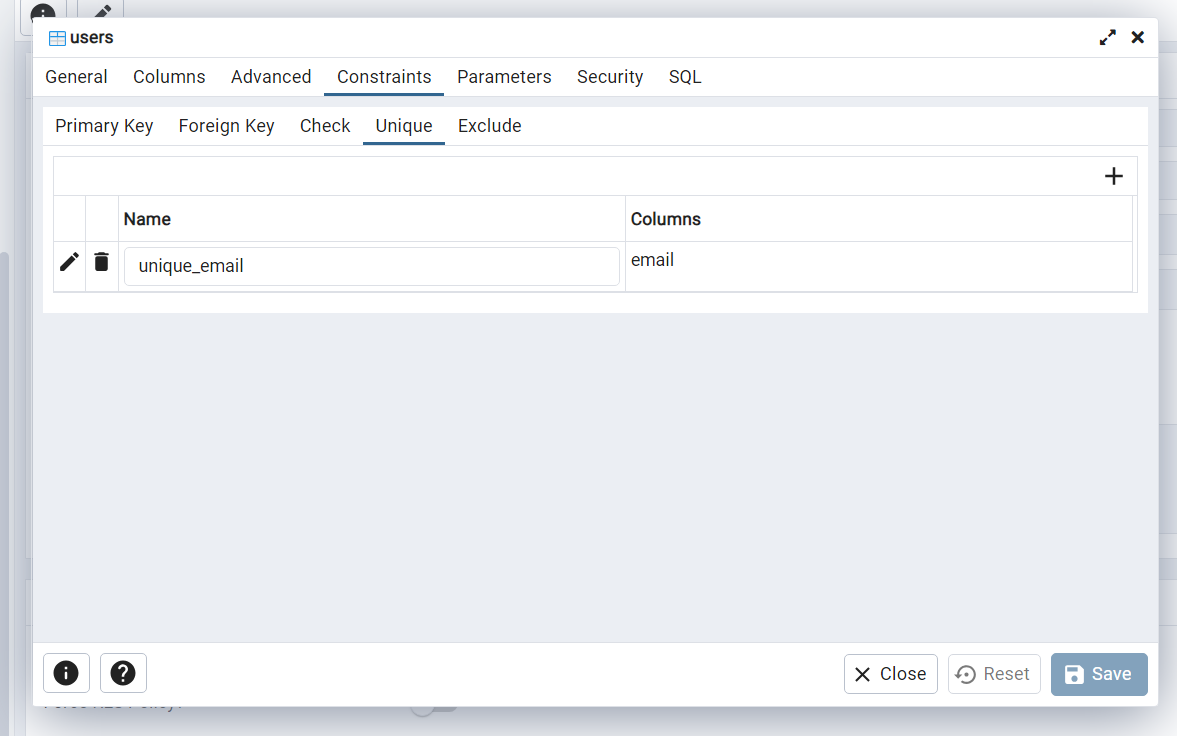 users
General Columns Advanced Constraints Parameters Security SQL
Primary Key Foreign Key Check Unique Exclude
Name Columns
unique_email email
Close Reset Save